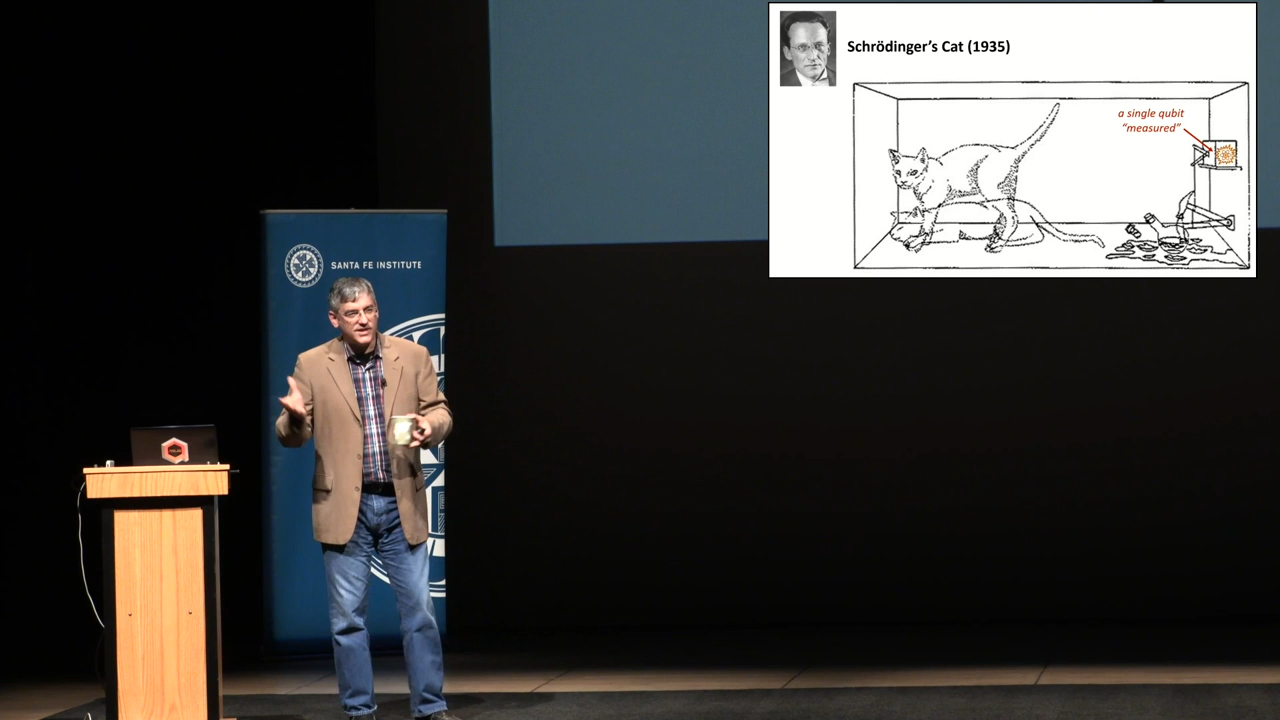 Schrödinger's Cat (1935)
a single qubit
"measured"
SANTA FE INSTITUTE